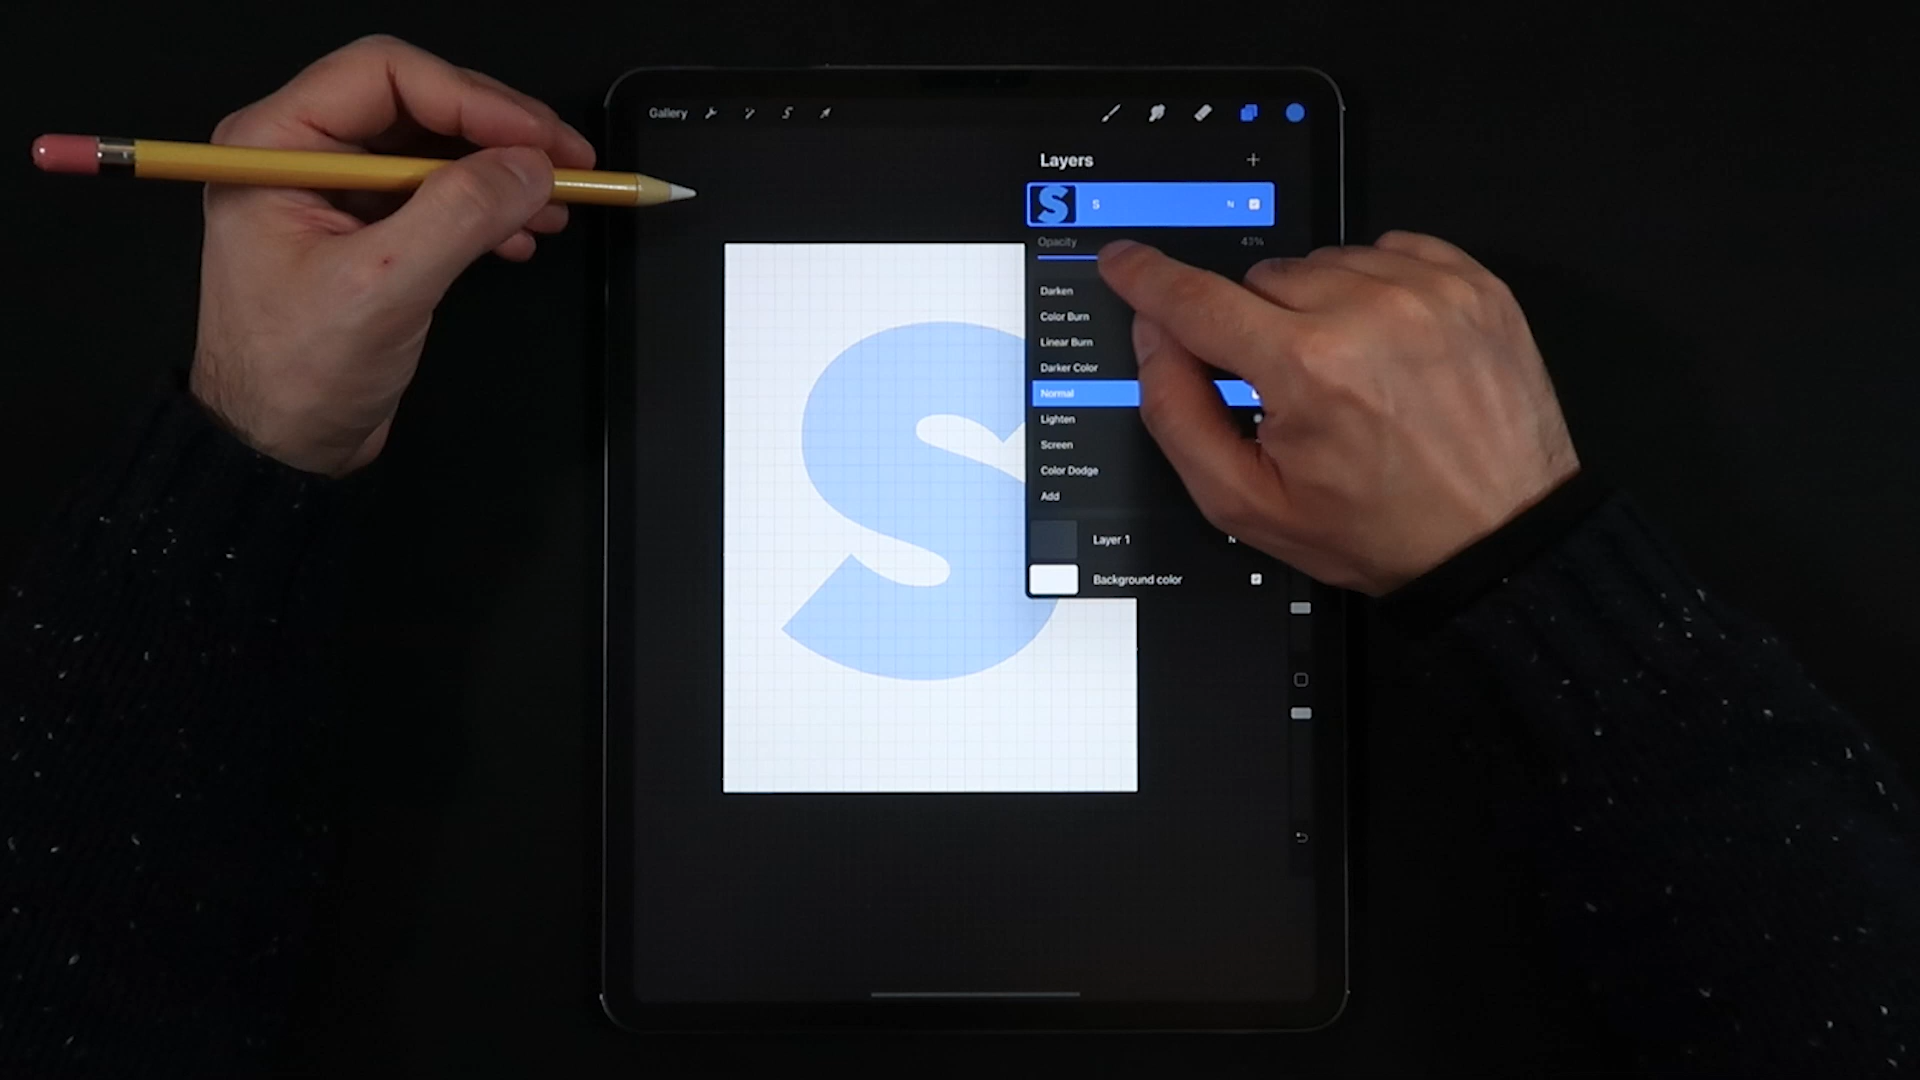 Gallery
Layers
S
S N
Opacity 43%
Darken
Color Burn
Linear Burn
Darker Color
Normal
Lighten
Screen
Color Dodge
Add
Layer 1 N
Background color
S